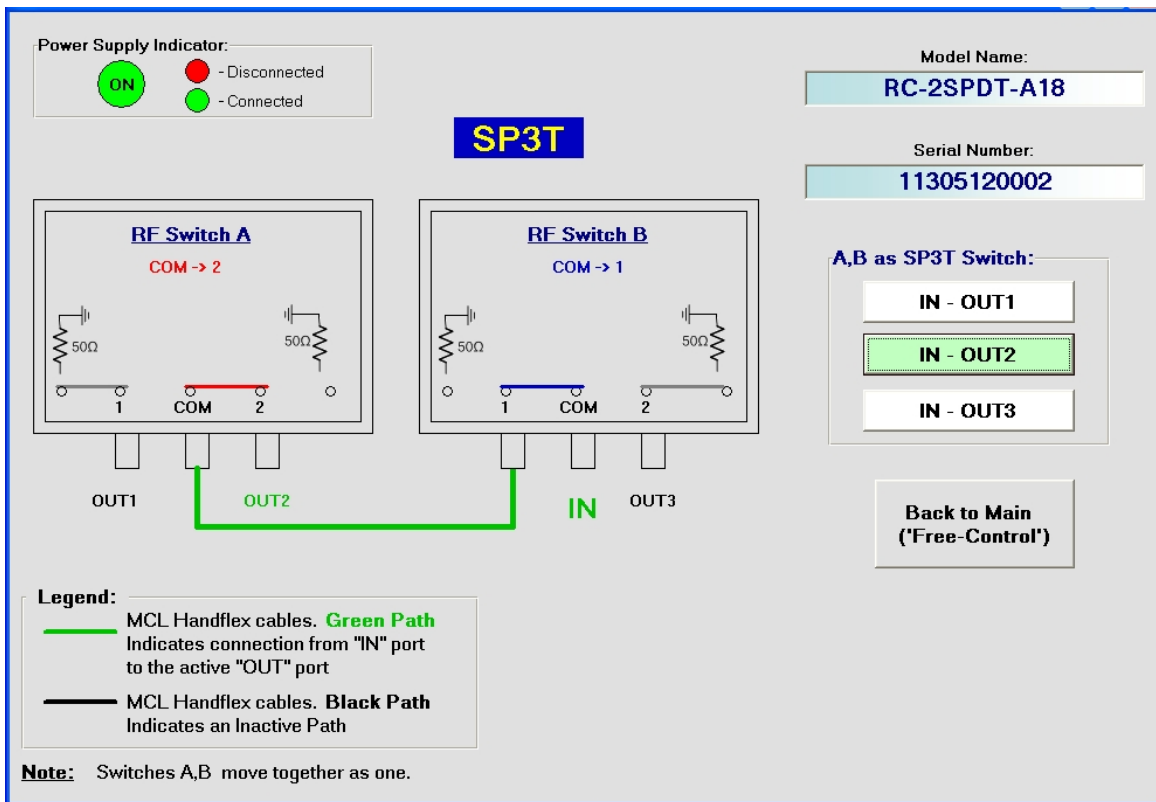 Power Supply Indicator:
ON
- Disconnected
- Connected
Model Name:
RC-2SPDT-A18
SP3T
Serial Number:
11305120002
RF Switch A
COM -> 2
50Ω
50Ω
1 COM 2
RF Switch B
COM -> 1
50Ω
50Ω
1 COM 2
A,B as SP3T Switch:
IN - OUT1
IN - OUT2
IN - OUT3
OUT1 OUT2 IN OUT3
Back to Main
('Free-Control')
Legend:
MCL Handflex cables. Green Path
Indicates connection from "IN" port
to the active "OUT" port
MCL Handflex cables. Black Path
Indicates an Inactive Path
Note: Switches A,B move together as one.